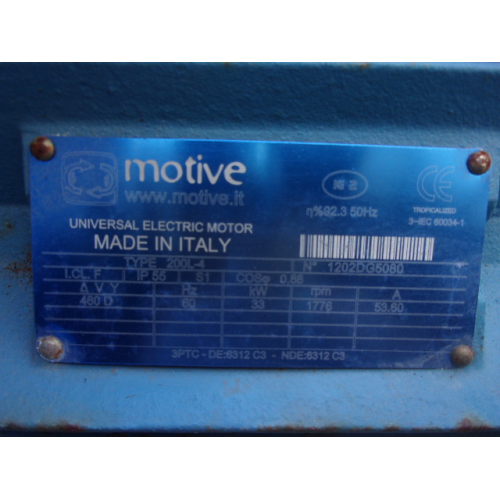 motive
www.motive.it
UNIVERSAL ELECTRIC MOTOR
MADE IN ITALY
η%92.3 50Hz
CE
TROPICALIZED
3~IEC 60034-1
TYPE 200L-4 N° 1202DG5080
I.CL. F IP 55 S1 COSφ 0.86
Δ V Y Hz kW rpm A
460 D 60 33 1776 53.60
3PTC - DE:6312 C3 - NDE:6312 C3